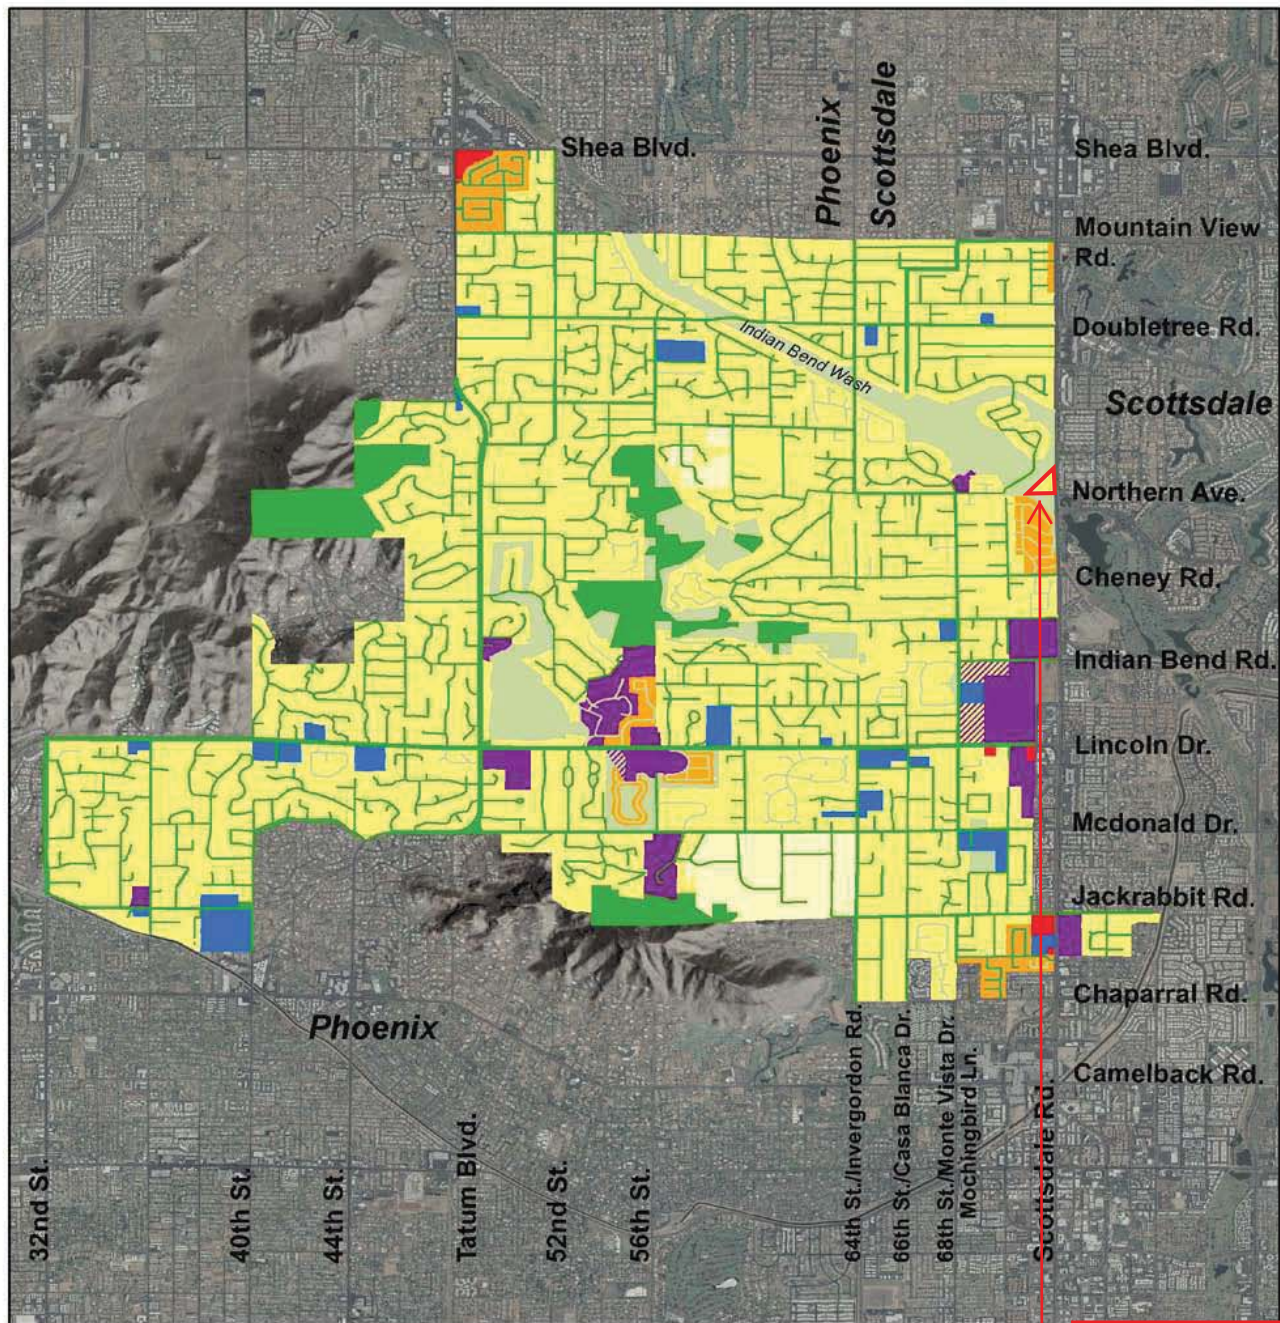 Phoenix
Scottsdale
Shea Blvd.
Shea Blvd.
Mountain View
Rd.
Doubletree Rd.
Indian Bend Wash
Scottsdale
Northern Ave.
Cheney Rd.
Indian Bend Rd.
Lincoln Dr.
Mcdonald Dr.
Jackrabbit Rd.
Chaparral Rd.
Phoenix
Camelback Rd.
32nd St.
40th St.
44th St.
Tatum Blvd.
52nd St.
56th St.
64th St./Invergordon Rd.
66th St./Casa Blanca Dr.
68th St./Monte Vista Dr.
Mochingbird Ln.
Scottsdale Rd.